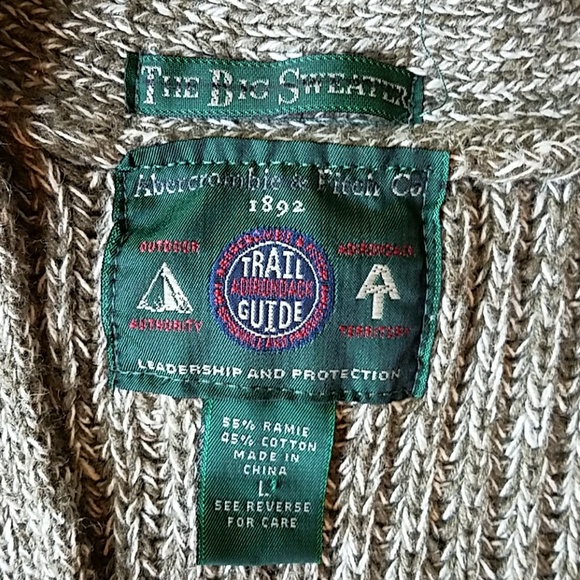 THE BIG SWEATER
Abercrombie & Fitch Co
1892
OUTDOOR
AUTHORITY
TRAIL
ADIRONDACK
GUIDE
ADIRONDACK
TERRITORY
LEADERSHIP AND PROTECTION
55% RAMIE
45% COTTON
MADE IN
CHINA
L
SEE REVERSE
FOR CARE